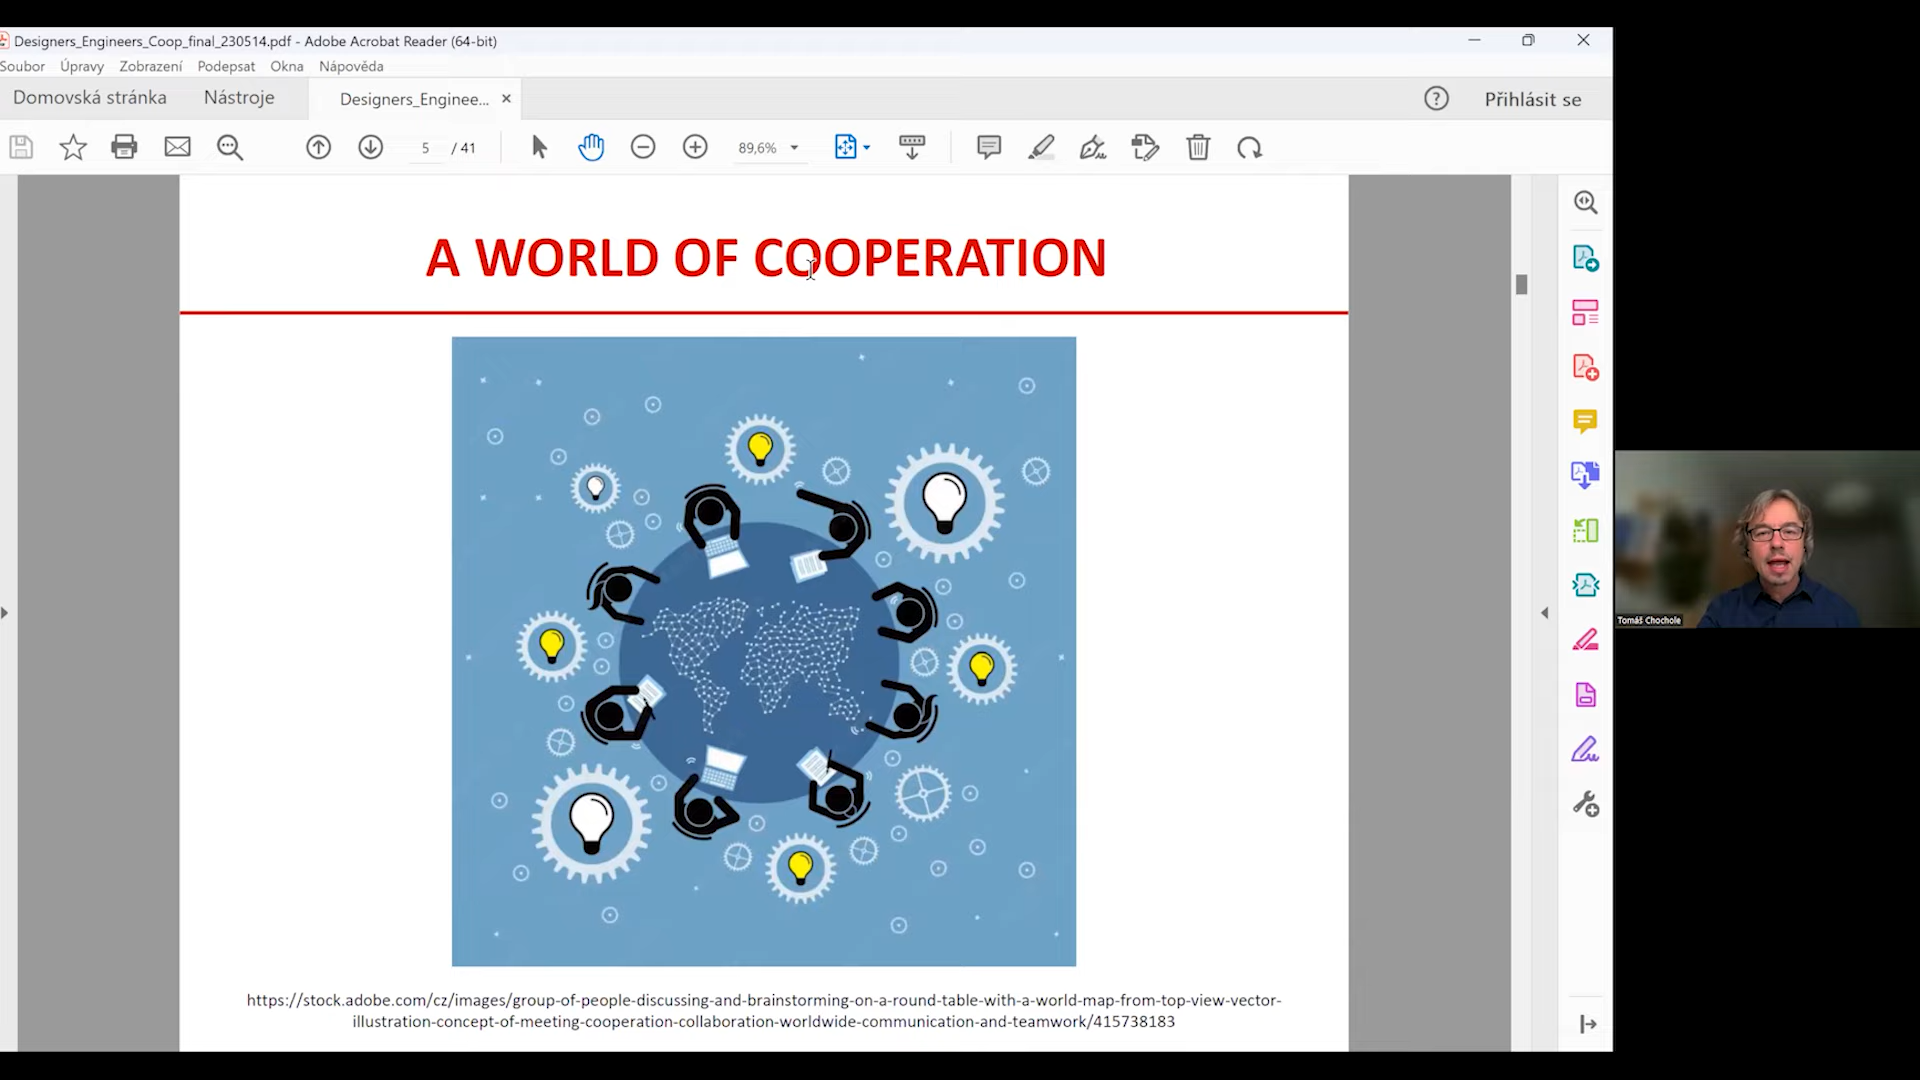 Designers_Engineers_Coop_final_230514.pdf - Adobe Acrobat Reader (64-bit)
Soubor Úpravy Zobrazení Podepsat Okna Nápověda
Domovská stránka Nástroje Designers_Enginee... Přihlásit se
5 / 41 89,6%
A WORLD OF COOPERATION
Tomáš Chochole
https://stock.adobe.com/cz/images/group-of-people-discussing-and-brainstorming-on-a-round-table-with-a-world-map-from-top-view-vector-
illustration-concept-of-meeting-cooperation-collaboration-worldwide-communication-and-teamwork/415738183